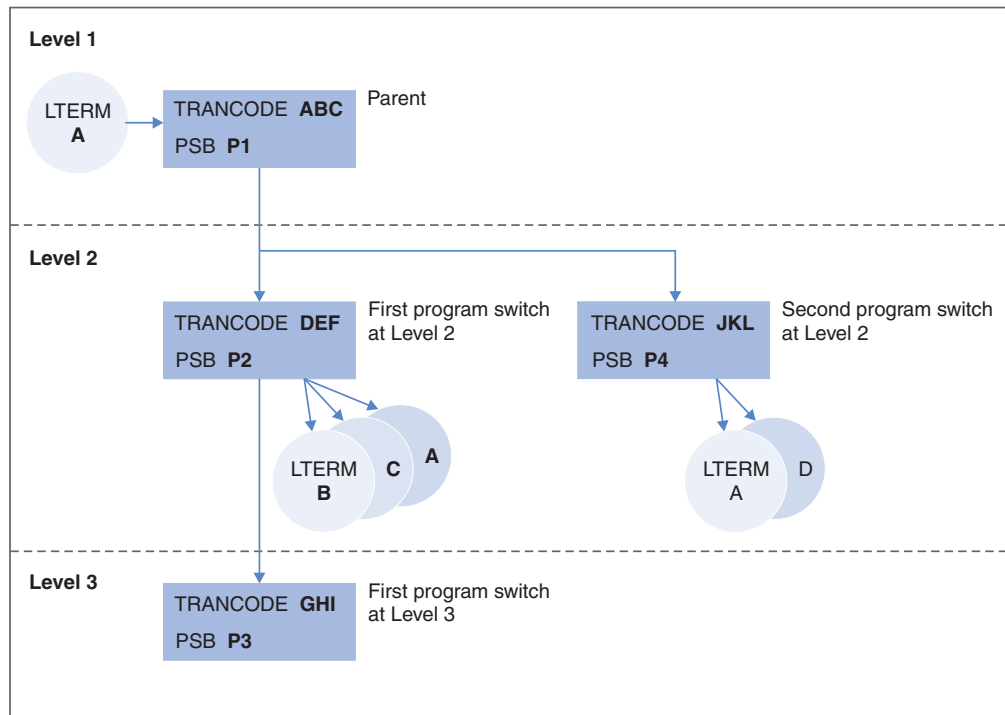 Level 1
LTERM
A
TRANCODE ABC
PSB P1
Parent
Level 2
TRANCODE DEF
PSB P2
First program switch
at Level 2
TRANCODE JKL
PSB P4
Second program switch
at Level 2
LTERM
B
C
A
LTERM
A
D
Level 3
TRANCODE GHI
PSB P3
First program switch
at Level 3